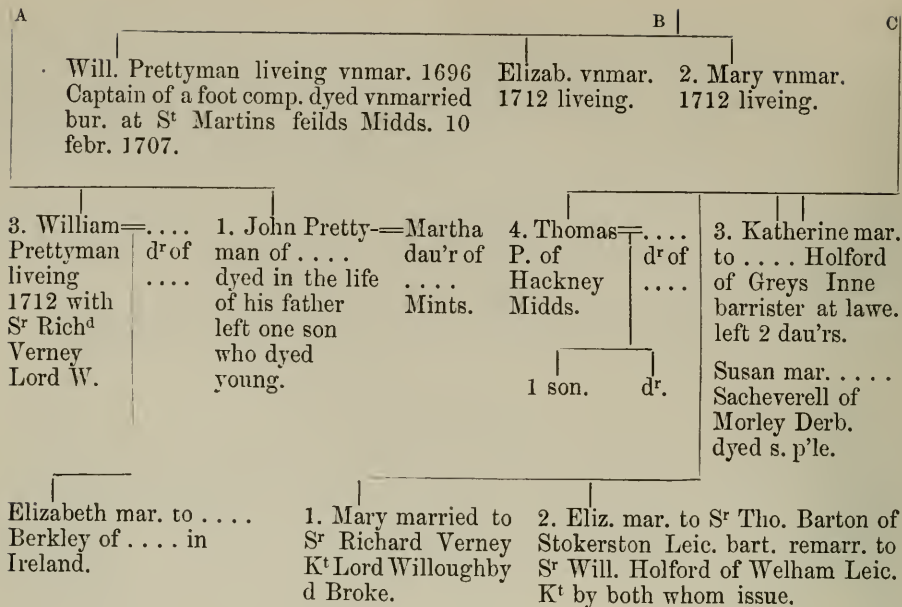 A
B
C
Will. Prettyman liveing vnmar. 1696
Captain of a foot comp. dyed vnmarried
bur. at Sᵗ Martins feilds Midds. 10
febr. 1707.
Elizab. vnmar.
1712 liveing.
2. Mary vnmar.
1712 liveing.
3. William=....
Prettyman dʳ of
liveing ....
1712 with
Sʳ Richᵈ
Verney
Lord W.
1. John Pretty-=Martha
man of .... dau'r of
dyed in the life ....
of his father Mints.
left one son
who dyed
young.
4. Thomas=....
P. of dʳ of
Hackney ....
Midds.
1 son. dʳ.
3. Katherine mar.
to .... Holford
of Greys Inne
barrister at lawe.
left 2 dau'rs.
Susan mar. ....
Sacheverell of
Morley Derb.
dyed s. p'le.
Elizabeth mar. to ....
Berkley of .... in
Ireland.
1. Mary married to
Sʳ Richard Verney
Kᵗ Lord Willoughby
d Broke.
2. Eliz. mar. to Sʳ Tho. Barton of
Stokerston Leic. bart. remarr. to
Sʳ Will. Holford of Welham Leic.
Kᵗ by both whom issue.